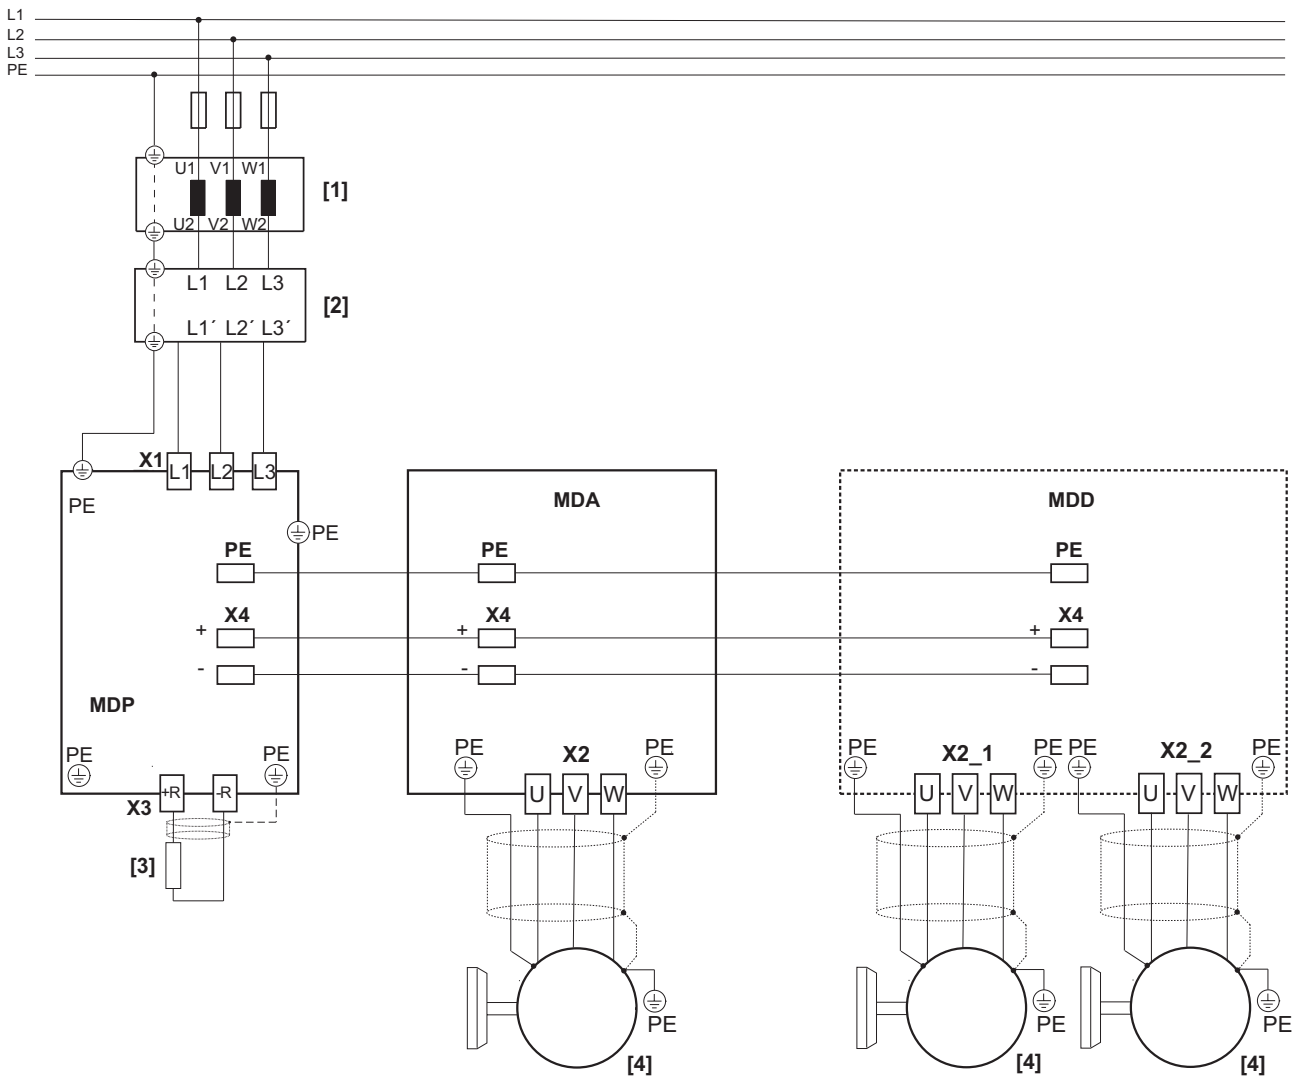 L1
L2
L3
PE
U1 V1 W1
[1]
U2 V2 W2
L1 L2 L3
[2]
L1´ L2´ L3´
X1 L1 L2 L3
PE
PE
MDA
MDD
PE
PE
PE
X4
X4
X4
+
+
+
-
-
-
MDP
PE
PE
PE
X2
PE
PE
X2_1
PE
PE
X2_2
PE
X3
+R -R
U V W
U V W
U V W
[3]
PE
PE
PE
[4]
[4]
[4]